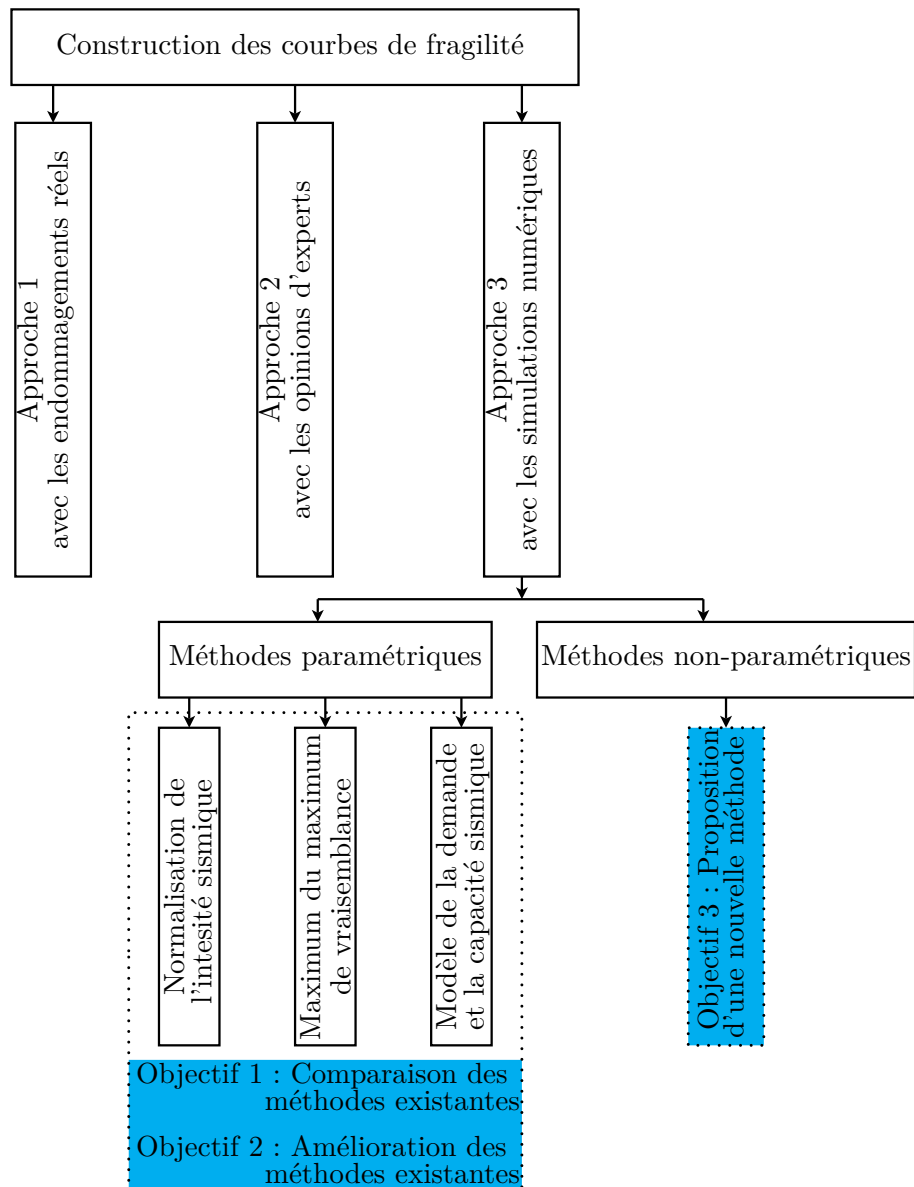 Construction des courbes de fragilité
Approche 1
avec les endommagements réels
Approche 2
avec les opinions d'experts
Approche 3
avec les simulations numériques
Méthodes paramétriques
Méthodes non-paramétriques
Normalisation de
l'intesité sismique
Maximum du maximum
de vraisemblance
Modèle de la demande
et la capacité sismique
Objectif 3 : Proposition
d'une nouvelle méthode
Objectif 1 : Comparaison des
méthodes existantes
Objectif 2 : Amélioration des
méthodes existantes